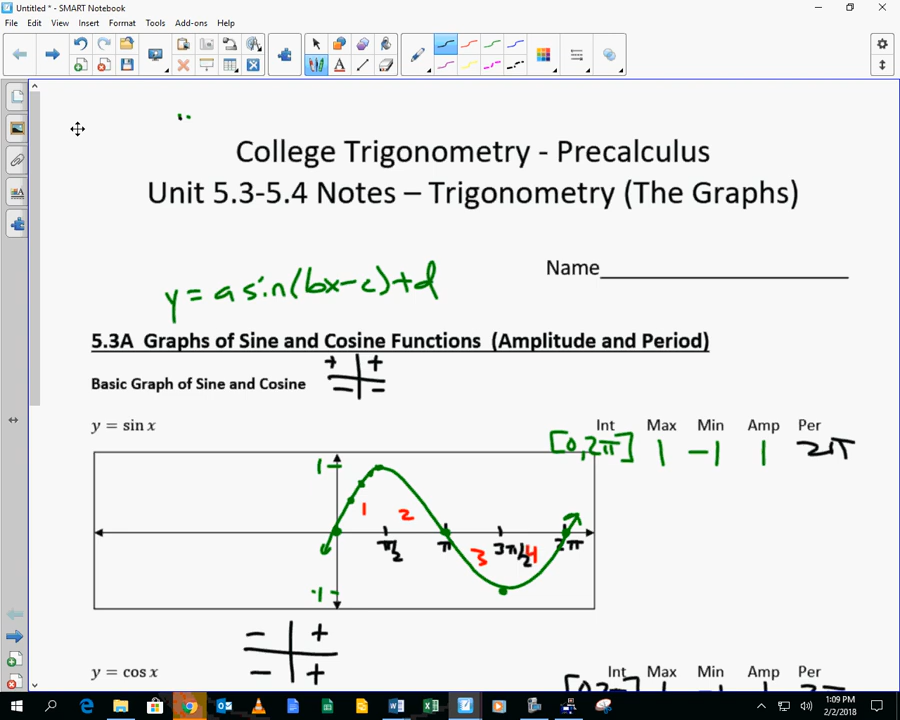 Untitled * - SMART Notebook
File Edit View Insert Format Tools Add-ons Help
College Trigonometry - Precalculus
Unit 5.3-5.4 Notes – Trigonometry (The Graphs)
Name
y = a sin(bx-c)+d
5.3A Graphs of Sine and Cosine Functions (Amplitude and Period)
+ +
Basic Graph of Sine and Cosine
− −
y = sin x
Int Max Min Amp Per
[0,2π] 1 −1 1 2π
1
1 2
π/2 π 3π/2 2π
3 4
-1
− +
− +
y = cos x
Int Max Min Amp Per
1:09 PM
2/2/2018